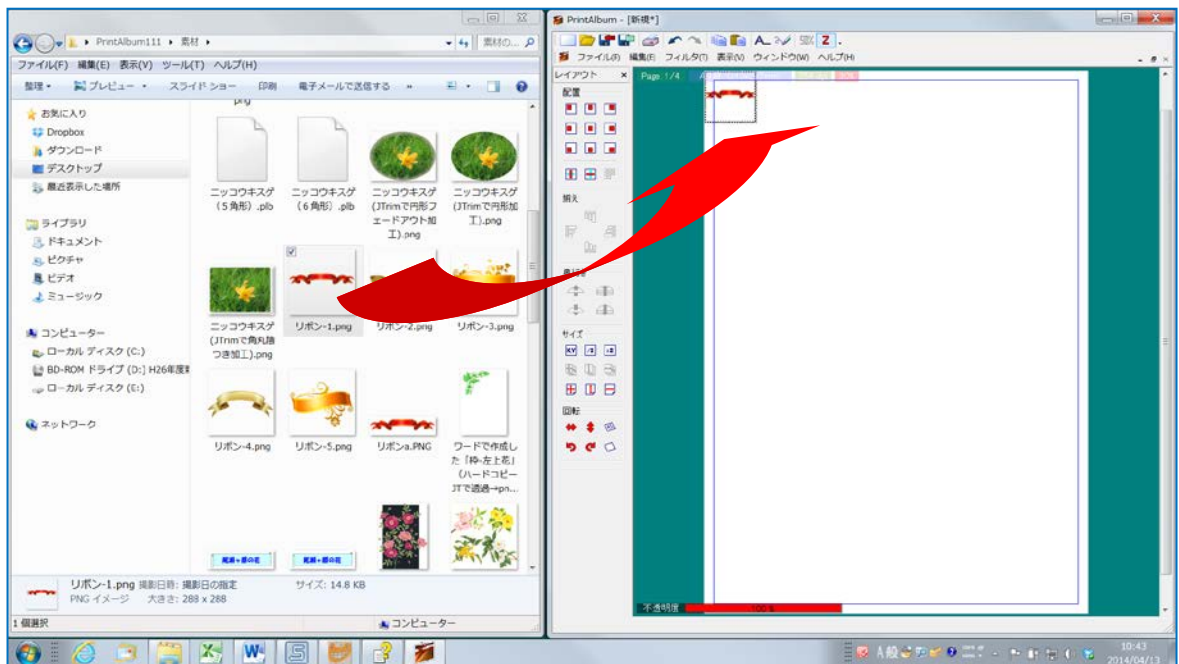 PrintAlbum111 ▸ 素材 ▸
素材の...
ファイル(F) 編集(E) 表示(V) ツール(T) ヘルプ(H)
整理 プレビュー スライド ショー 印刷 電子メールで送信する »
お気に入り
Dropbox
ダウンロード
デスクトップ
最近表示した場所
ライブラリ
ドキュメント
ピクチャ
ビデオ
ミュージック
コンピューター
ローカル ディスク (C:)
BD-ROM ドライブ (D:) H26年度
ローカル ディスク (E:)
ネットワーク
png
ニッコウキスゲ
(5角形) .plb
ニッコウキスゲ
(6角形) .plb
ニッコウキスゲ
(JTrimで円形フ
ェードアウト加
工).png
ニッコウキスゲ
(JTrimで円形加
工).png
ニッコウキスゲ
(JTrimで角丸抜
つき加工).png
リボン-1.png
リボン-2.png
リボン-3.png
リボン-4.png
リボン-5.png
リボンa.PNG
ワードで作成し
た「枠-左上花」
(ハードコピー
JTで透過→pn...
リボン-1.png 撮影日時: 撮影日の指定
サイズ: 14.8 KB
PNG イメージ 大きさ: 288 x 288
1 個選択
コンピューター
PrintAlbum - [新規*]
ファイル(F) 編集(E) フィルタ(T) 表示(V) ウィンドウ(W) ヘルプ(H)
レイアウト
Page 1/4
配置
揃え
サイズ
回転
不透明度
100 %
A 般
10:43
2014/04/13